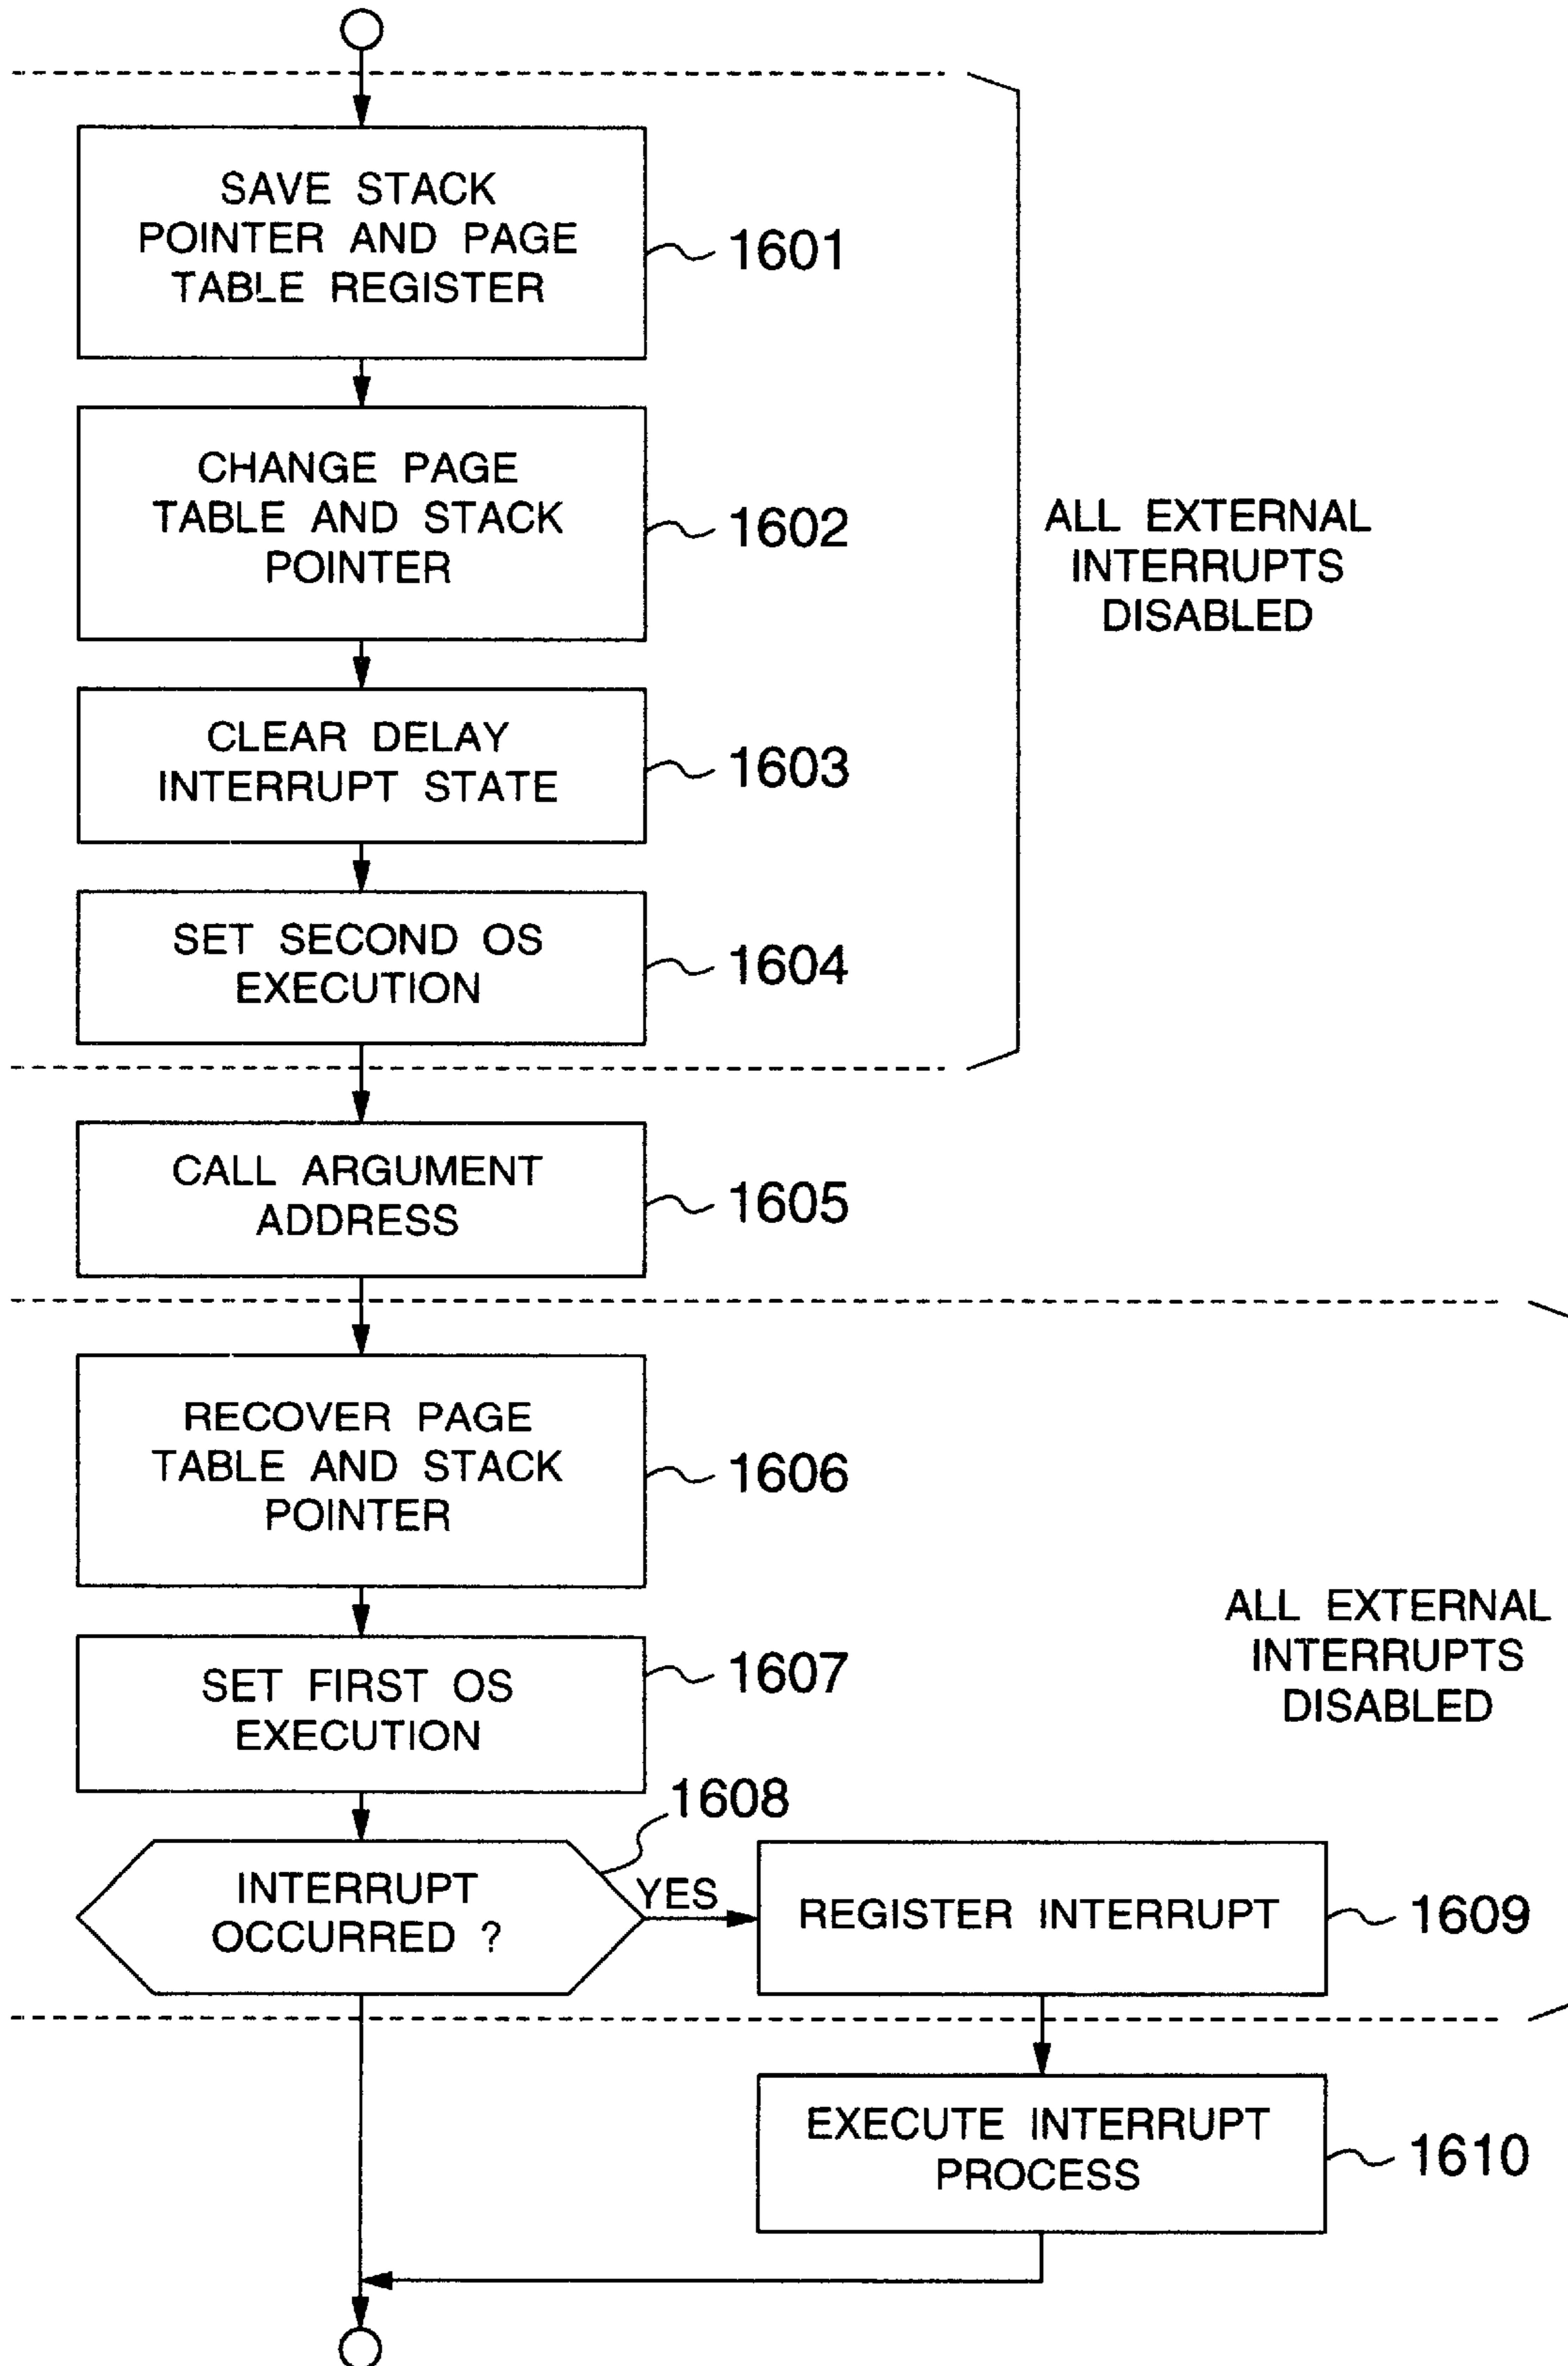 SAVE STACK
POINTER AND PAGE
TABLE REGISTER
1601
CHANGE PAGE
TABLE AND STACK
POINTER
1602
ALL EXTERNAL
INTERRUPTS
DISABLED
CLEAR DELAY
INTERRUPT STATE
1603
SET SECOND OS
EXECUTION
1604
CALL ARGUMENT
ADDRESS
1605
RECOVER PAGE
TABLE AND STACK
POINTER
1606
ALL EXTERNAL
INTERRUPTS
DISABLED
SET FIRST OS
EXECUTION
1607
1608
INTERRUPT
OCCURRED ?
YES
REGISTER INTERRUPT
1609
EXECUTE INTERRUPT
PROCESS
1610